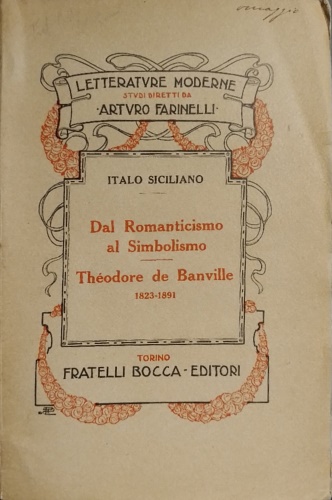 omaggio
LETTERATVRE MODERNE
STVDI DIRETTI DA
·ARTVRO FARINELLI·
ITALO SICILIANO
Dal Romanticismo
al Simbolismo
Théodore de Banville
1823-1891
TORINO
FRATELLI BOCCA-EDITORI